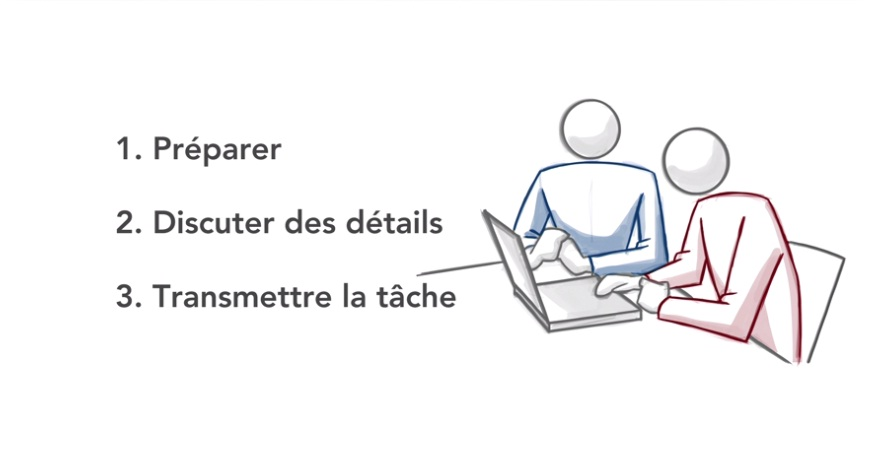 1. Préparer
2. Discuter des détails
3. Transmettre la tâche